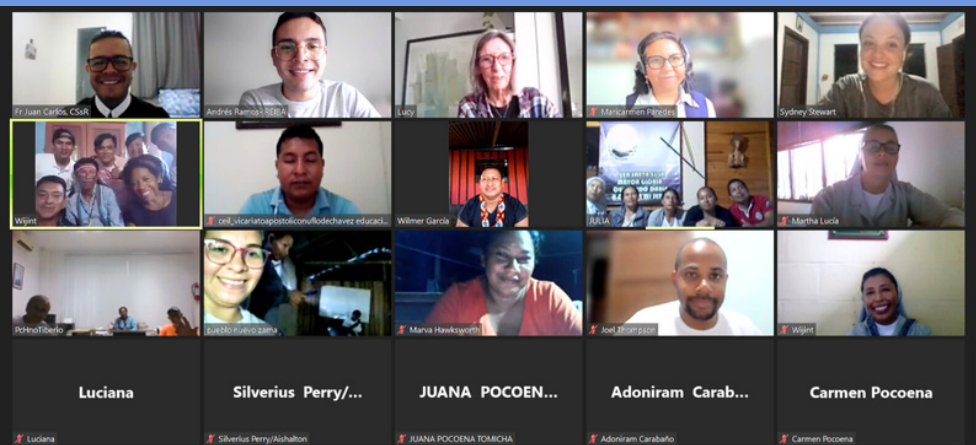 Fr.Juan Carlos, CSsR
Andrés Ramos- REIBA
Lucy
Maricarmen Paredes
Sydney Stewart
Wijint
ceil_vicariatoapostoliconuflodechavez educaci...
Wilmer García
JULIA
Martha Lucía
PcHnoTiberio
pueblo nuevo zama
Marva Hawksworth
Joel Thompson
Wijint
Luciana
Silverius Perry/...
JUANA POCOEN...
Adoniram Carab...
Carmen Pocoena
Luciana
Silverius Perry/Aishalton
JUANA POCOENA TOMICHA
Adoniram Carabaño
Carmen Pocoena